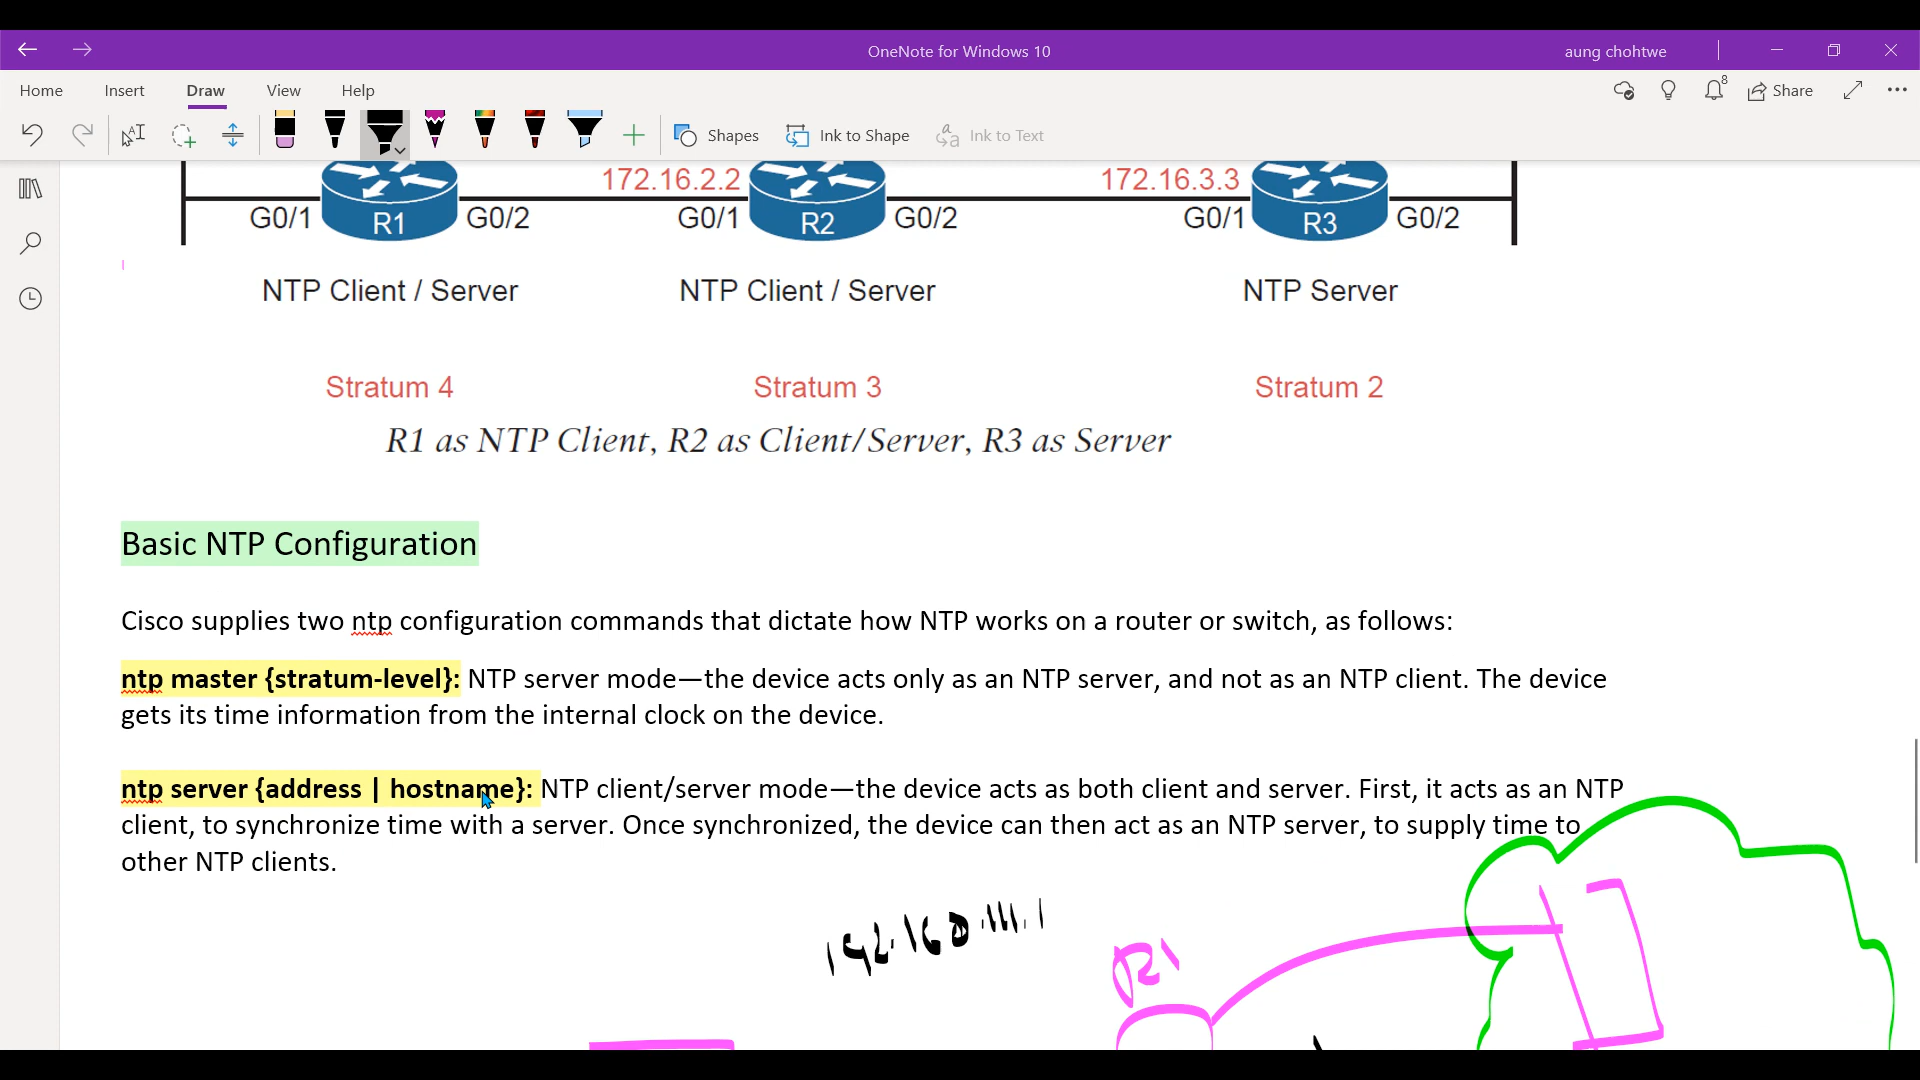 OneNote for Windows 10
aung chohtwe
Home Insert Draw View Help
8
Share
Shapes Ink to Shape Ink to Text
172.16.2.2 172.16.3.3
G0/1 R1 G0/2 G0/1 R2 G0/2 G0/1 R3 G0/2
NTP Client / Server NTP Client / Server NTP Server
Stratum 4 Stratum 3 Stratum 2
R1 as NTP Client, R2 as Client/Server, R3 as Server
Basic NTP Configuration
Cisco supplies two ntp configuration commands that dictate how NTP works on a router or switch, as follows:
ntp master {stratum-level}: NTP server mode—the device acts only as an NTP server, and not as an NTP client. The device
gets its time information from the internal clock on the device.
ntp server {address | hostname}: NTP client/server mode—the device acts as both client and server. First, it acts as an NTP
client, to synchronize time with a server. Once synchronized, the device can then act as an NTP server, to supply time to
other NTP clients.
192.168.111.1
R1